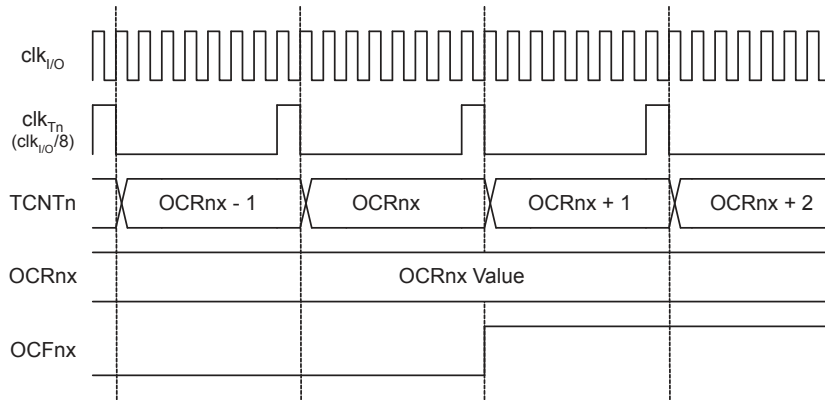 clkI/O
clkTn
(clkI/O/8)
TCNTn OCRnx - 1 OCRnx OCRnx + 1 OCRnx + 2
OCRnx OCRnx Value
OCFnx